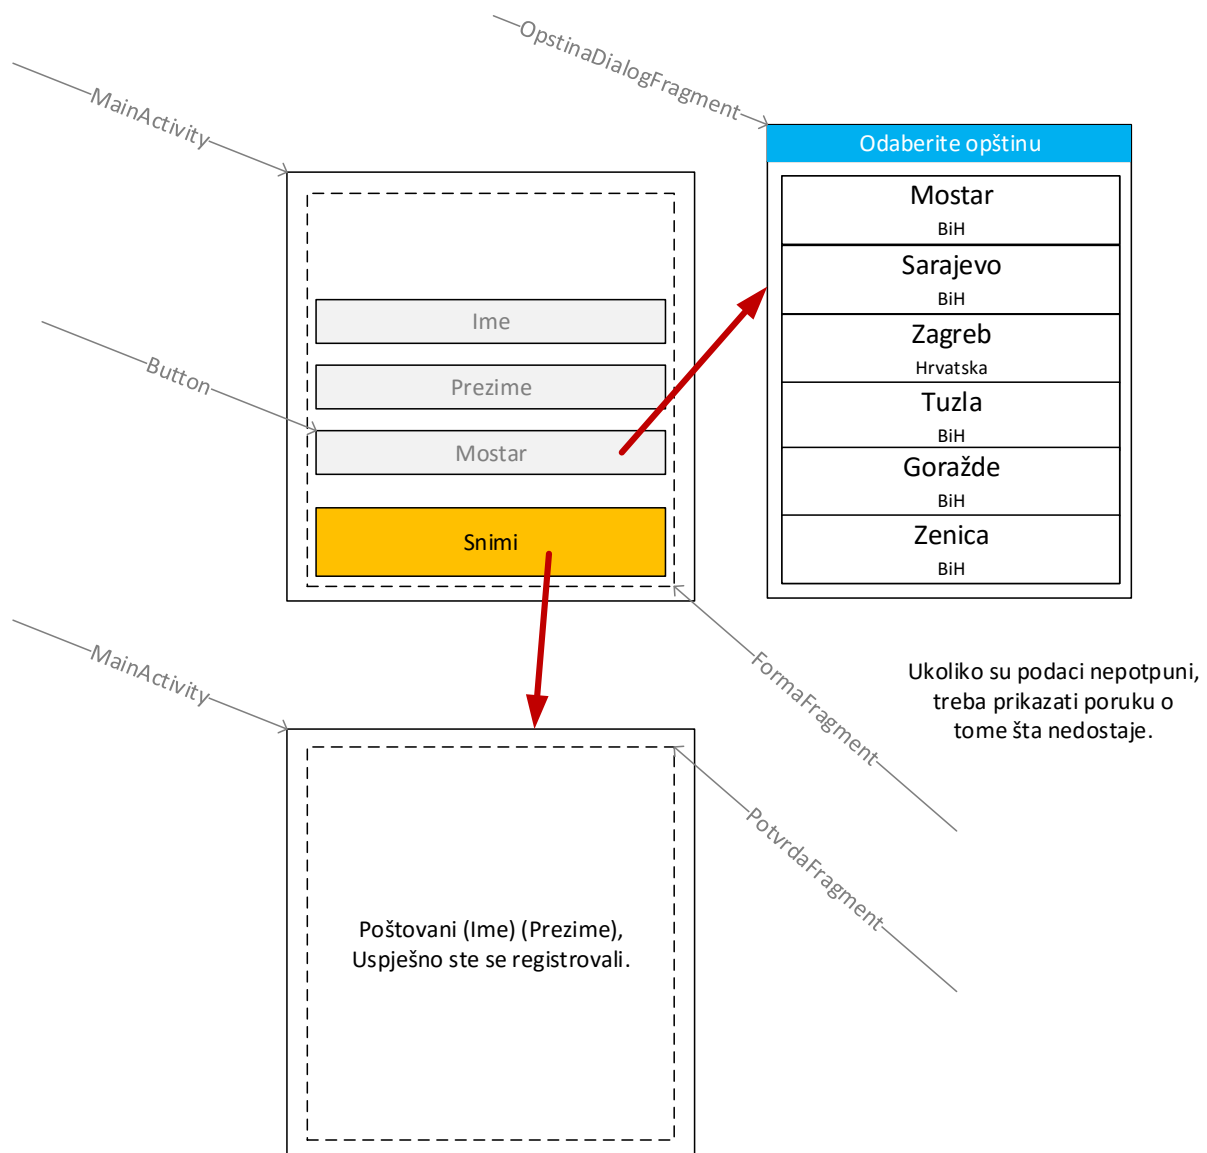 OpstinaDialogFragment
MainActivity
Odaberite opštinu
Mostar
BiH
Sarajevo
BiH
Zagreb
Hrvatska
Tuzla
BiH
Goražde
BiH
Zenica
BiH
Ime
Button
Prezime
Mostar
Snimi
MainActivity
FormaFragment
Ukoliko su podaci nepotpuni,
treba prikazati poruku o
tome šta nedostaje.
PotvrdaFragment
Poštovani (Ime) (Prezime),
Uspješno ste se registrovali.